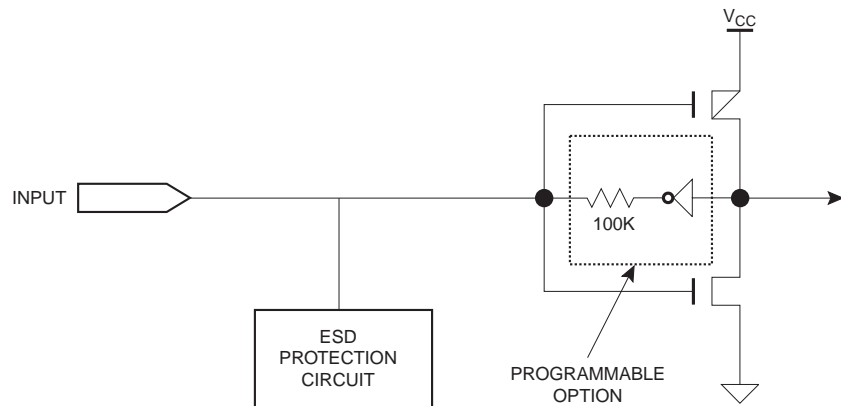 VCC
INPUT
100K
ESD
PROTECTION
CIRCUIT
PROGRAMMABLE
OPTION